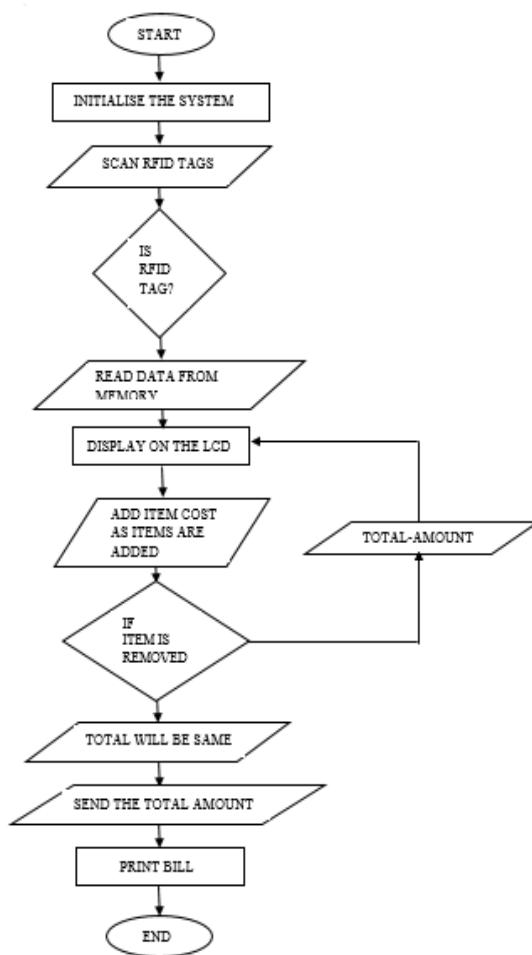 START
INITIALISE THE SYSTEM
SCAN RFID TAGS
IS
RFID
TAG?
READ DATA FROM
MEMORY
DISPLAY ON THE LCD
ADD ITEM COST
AS ITEMS ARE
ADDED
TOTAL-AMOUNT
IF
ITEM IS
REMOVED
TOTAL WILL BE SAME
SEND THE TOTAL AMOUNT
PRINT BILL
END